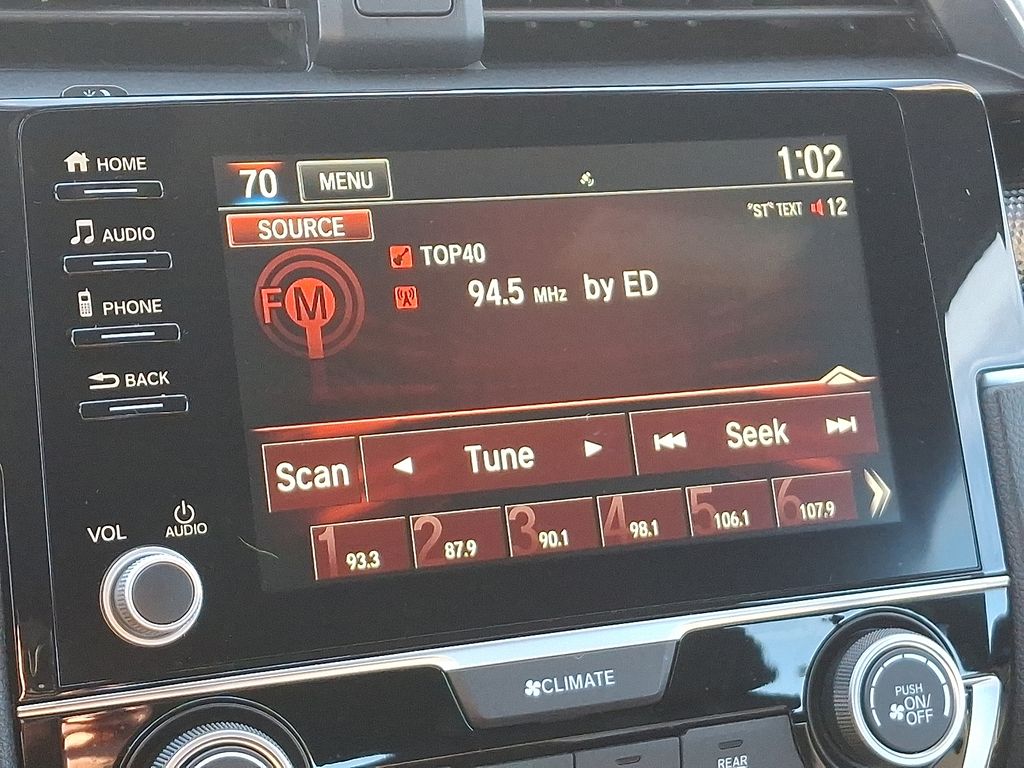 HOME
AUDIO
PHONE
BACK
VOL
AUDIO
70 MENU 1:02
"ST" TEXT 12
SOURCE
FM
TOP40
94.5 MHz by ED
Scan Tune Seek
1 93.3 2 87.9 3 90.1 4 98.1 5 106.1 6 107.9
CLIMATE
PUSH
ON/
OFF
REAR